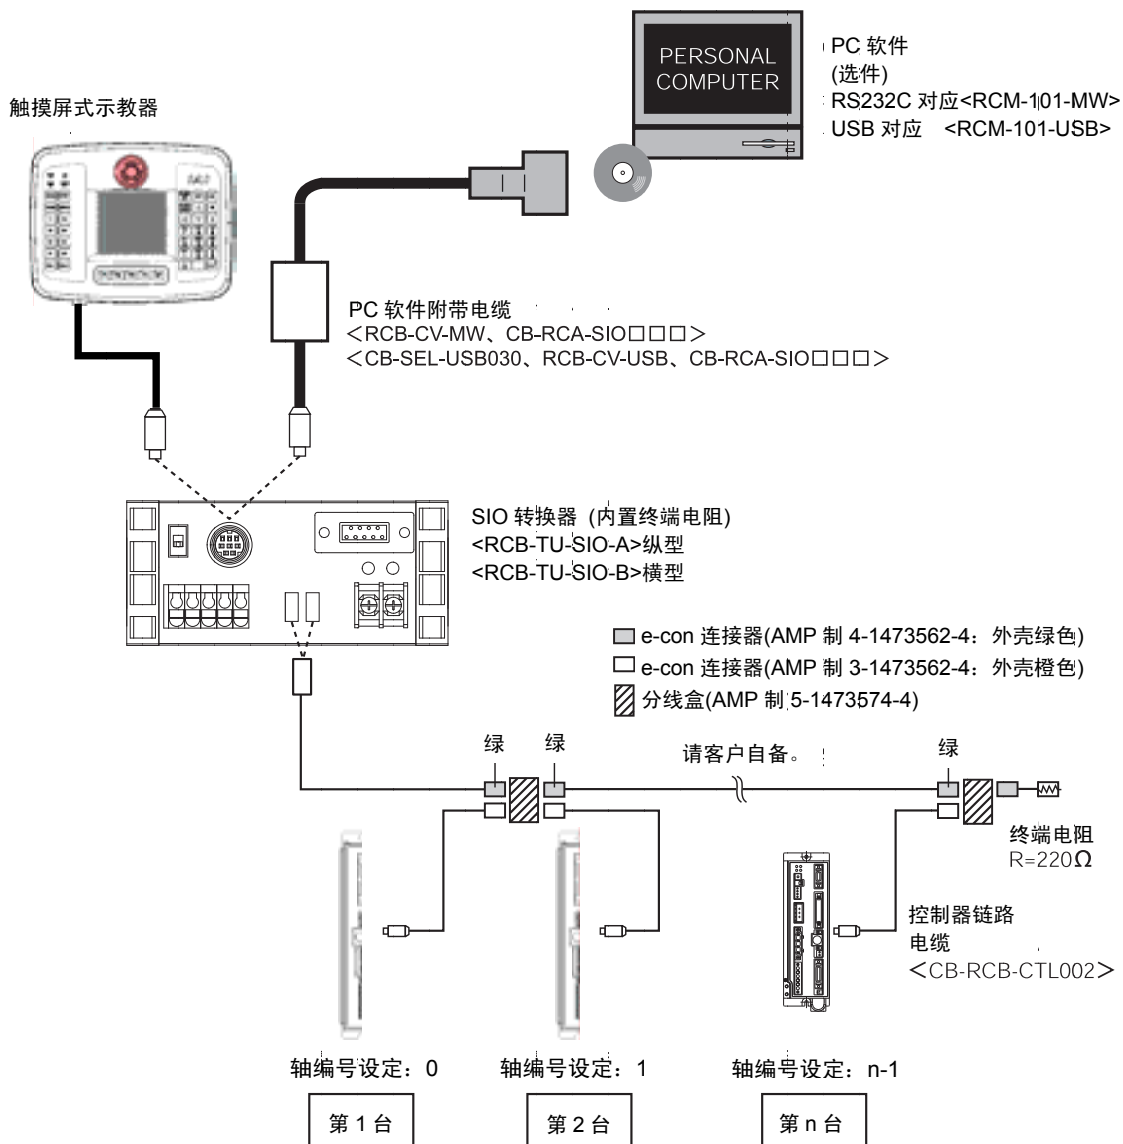 PERSONAL
COMPUTER
PC 软件
(选件)
RS232C 对应<RCM-101-MW>
USB 对应 <RCM-101-USB>
触摸屏式示教器
PC 软件附带电缆
<RCB-CV-MW、CB-RCA-SIO□□□>
<CB-SEL-USB030、RCB-CV-USB、CB-RCA-SIO□□□>
SIO 转换器 (内置终端电阻)
<RCB-TU-SIO-A>纵型
<RCB-TU-SIO-B>横型
e-con 连接器(AMP 制 4-1473562-4：外壳绿色)
e-con 连接器(AMP 制 3-1473562-4：外壳橙色)
分线盒(AMP 制 5-1473574-4)
绿
绿
请客户自备。
绿
终端电阻
R=220Ω
控制器链路
电缆
<CB-RCB-CTL002>
轴编号设定：0
轴编号设定：1
轴编号设定：n-1
第 1 台
第 2 台
第 n 台